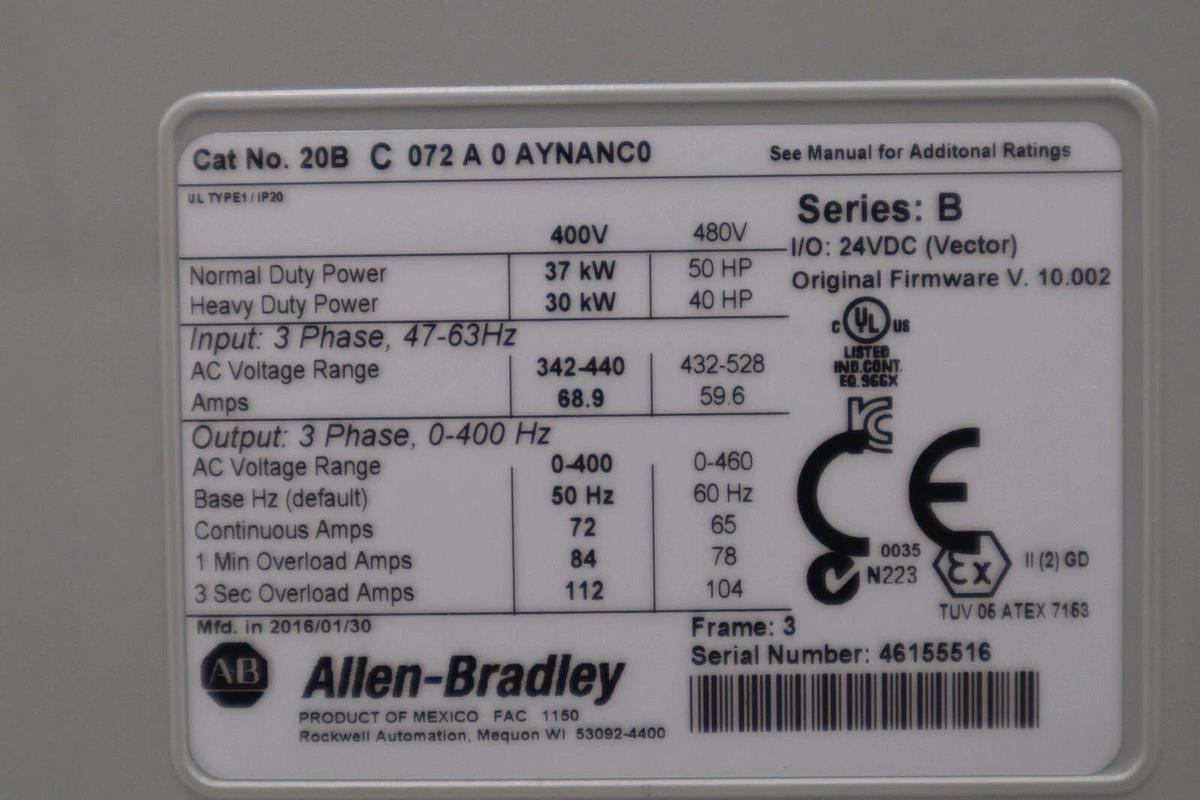 Cat No. 20B C 072 A 0 AYNANC0
See Manual for Additonal Ratings
UL TYPE1 / IP20
Series: B
400V 480V
I/O: 24VDC (Vector)
Normal Duty Power 37 kW 50 HP
Original Firmware V. 10.002
Heavy Duty Power 30 kW 40 HP
Input: 3 Phase, 47-63Hz
C UL US
LISTED
IND.CONT.
EQ.966X
AC Voltage Range 342-440 432-528
Amps 68.9 59.6
Output: 3 Phase, 0-400 Hz
AC Voltage Range 0-400 0-460
Base Hz (default) 50 Hz 60 Hz
Continuous Amps 72 65
1 Min Overload Amps 84 78
3 Sec Overload Amps 112 104
CE
0035
N223
Ex
II (2) GD
TUV 05 ATEX 7153
Mfd. in 2016/01/30
Frame: 3
Serial Number: 46155516
AB Allen-Bradley
PRODUCT OF MEXICO FAC 1150
Rockwell Automation, Mequon WI 53092-4400